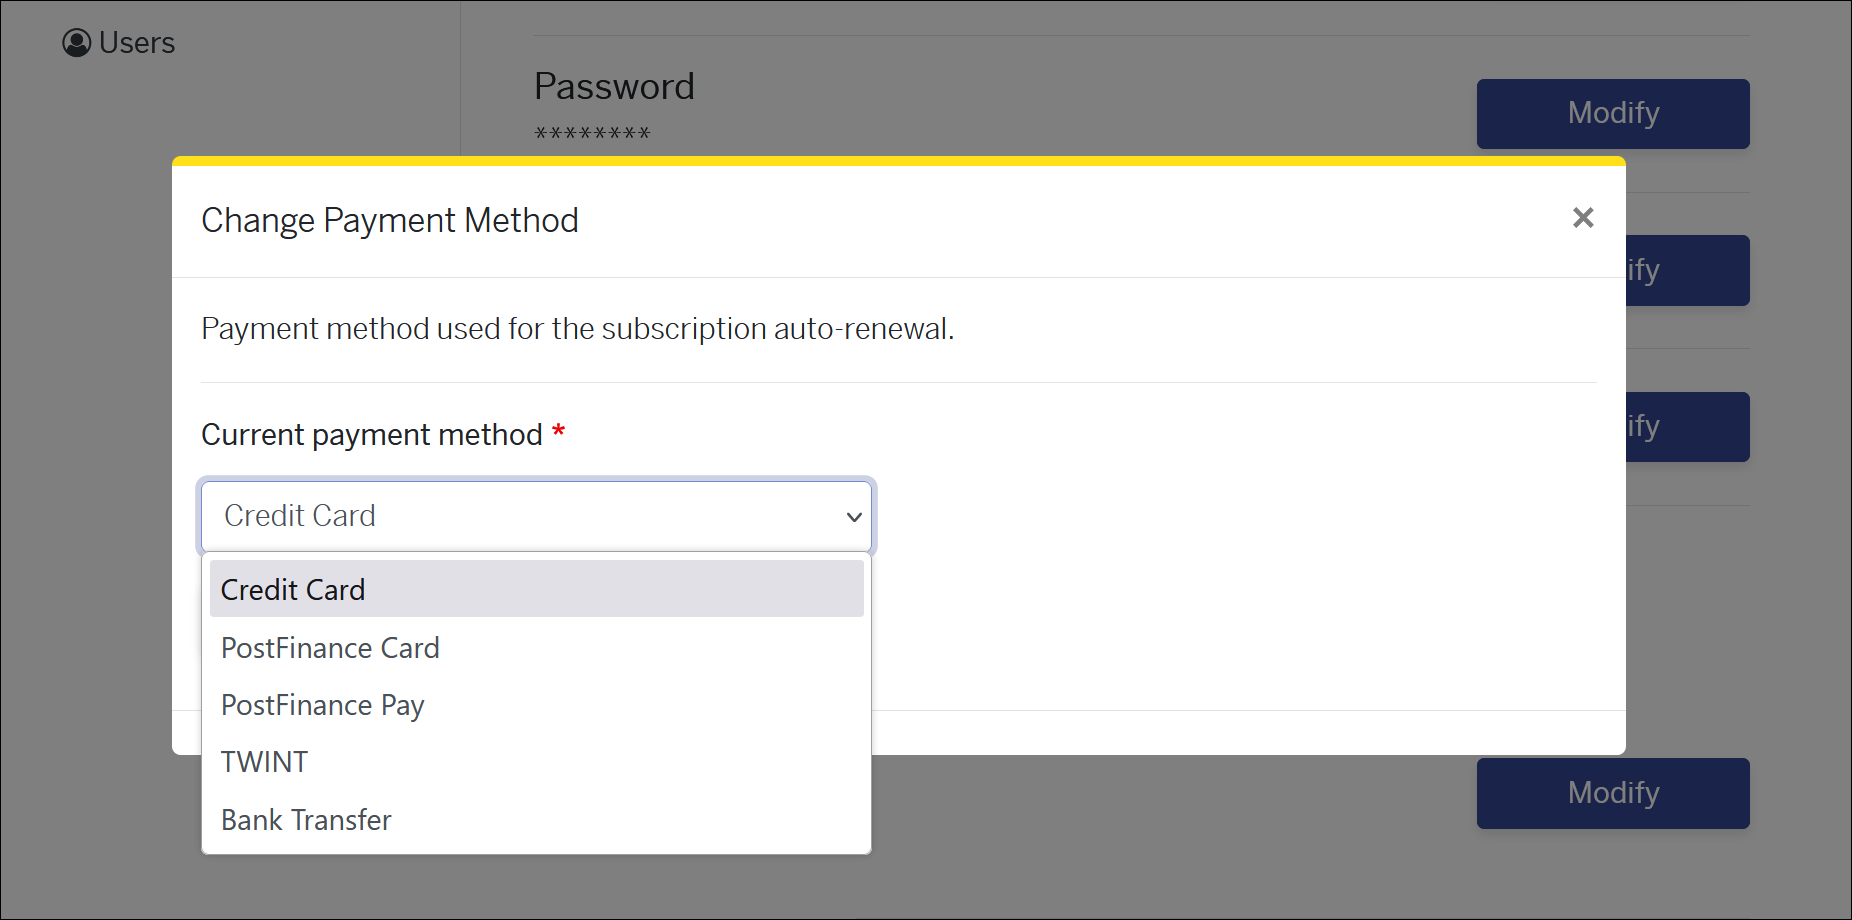 Users
Password
********
Modify
Change Payment Method
Payment method used for the subscription auto-renewal.
ify
Current payment method *
ify
Credit Card
Credit Card
PostFinance Card
PostFinance Pay
TWINT
Bank Transfer
Modify